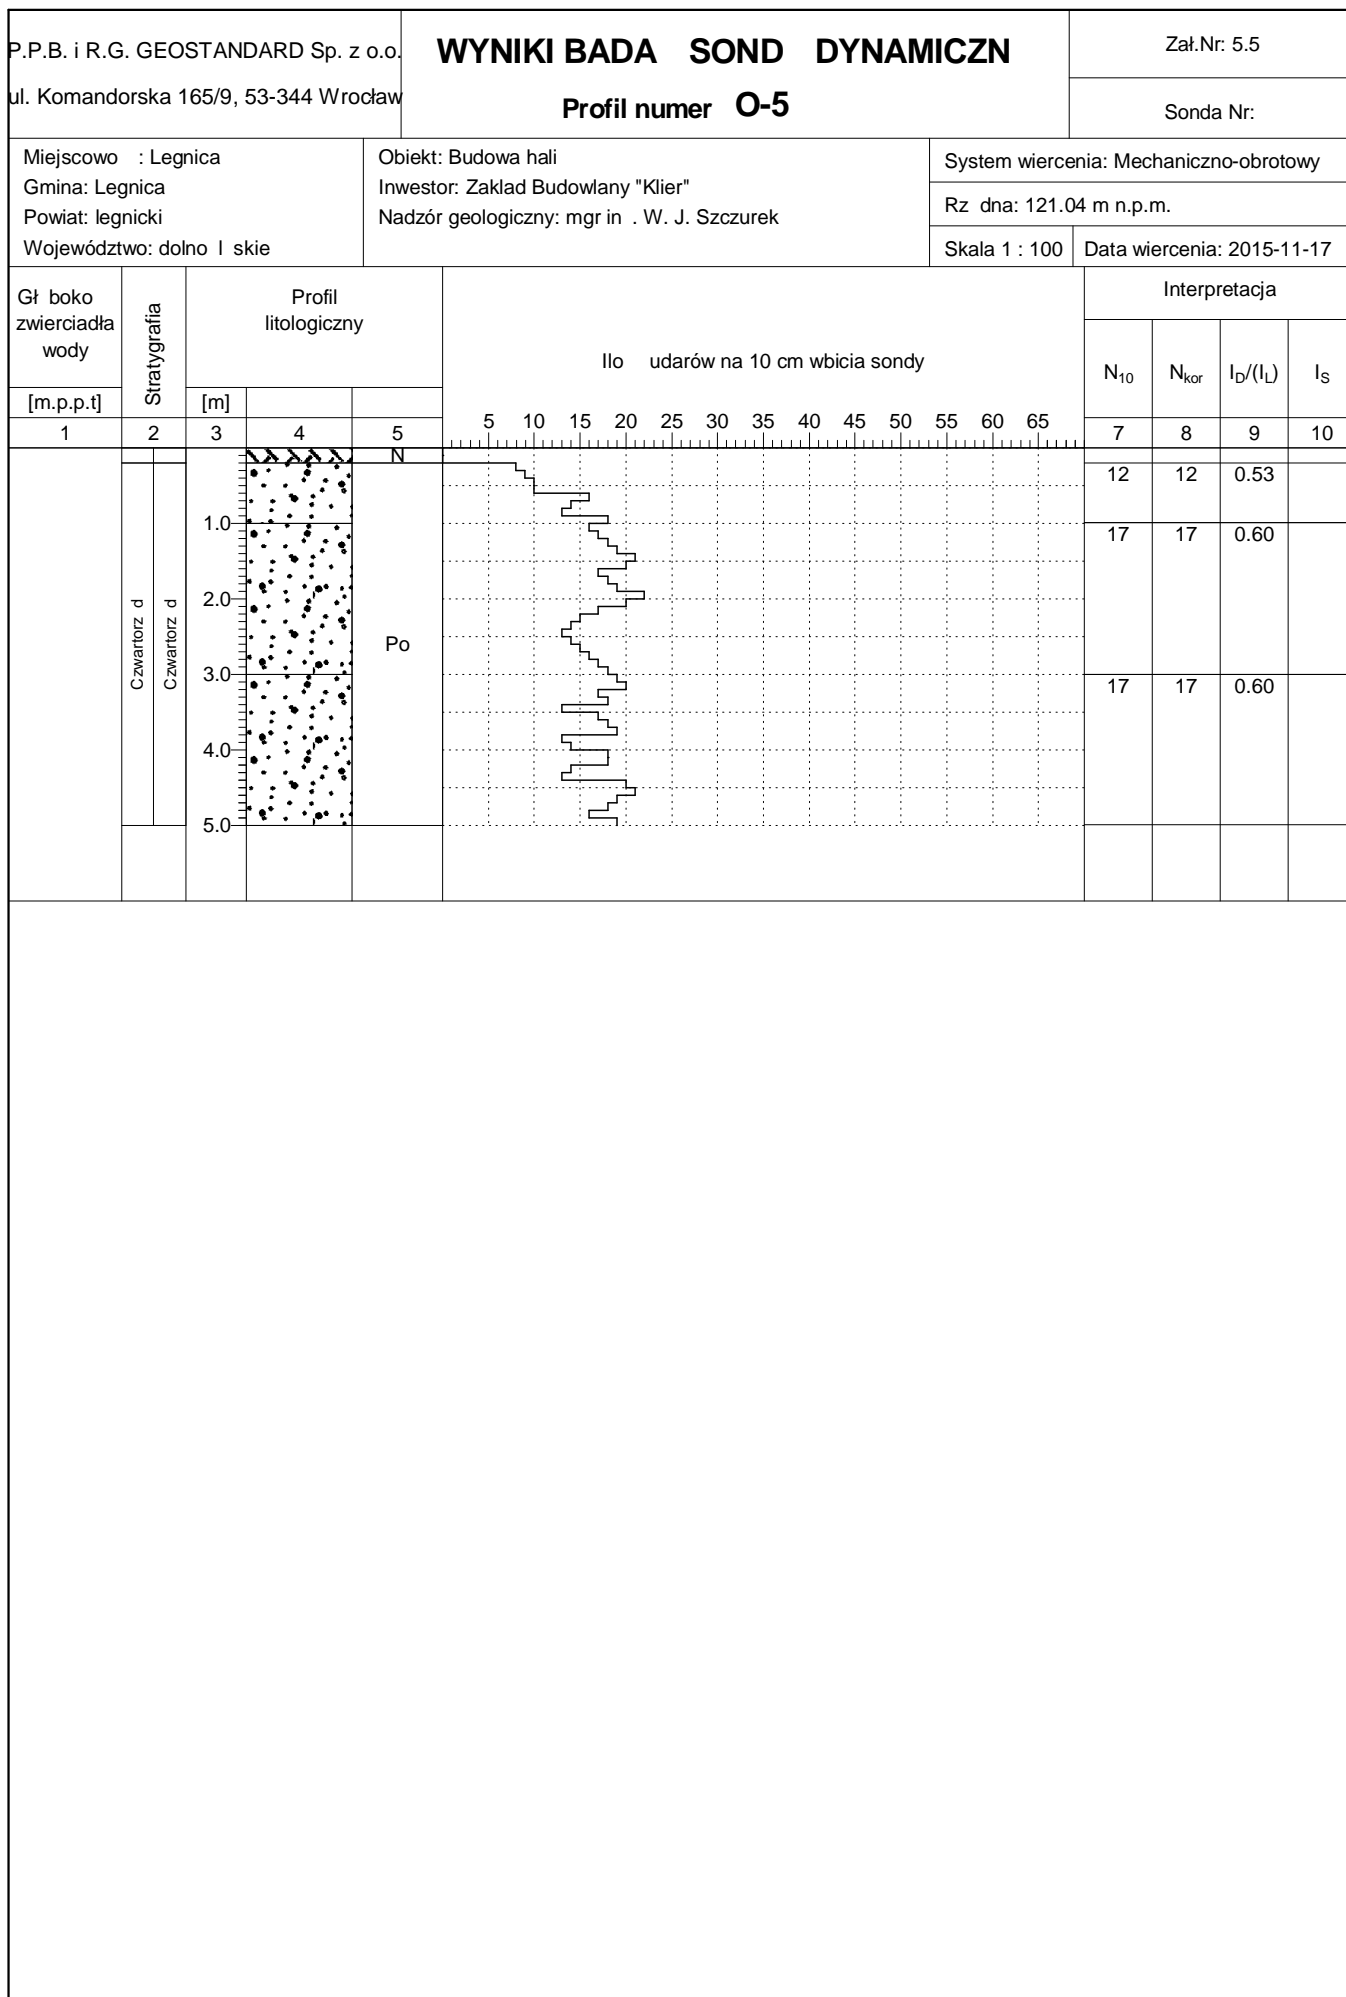 P.P.B. i R.G. GEOSTANDARD Sp. z o.o.
ul. Komandorska 165/9, 53-344 Wrocław
WYNIKI BADA SOND DYNAMICZN
Profil numer O-5
Zał.Nr: 5.5
Sonda Nr:
Miejscowo : Legnica
Gmina: Legnica
Powiat: legnicki
Województwo: dolno l skie
Obiekt: Budowa hali
Inwestor: Zaklad Budowlany "Klier"
Nadzór geologiczny: mgr in . W. J. Szczurek
System wiercenia: Mechaniczno-obrotowy
Rz dna: 121.04 m n.p.m.
Skala 1 : 100 Data wiercenia: 2015-11-17
Gł boko
zwierciadła
wody
[m.p.p.t]
Stratygrafia
Profil
litologiczny
[m]
Ilo udarów na 10 cm wbicia sondy
Interpretacja
N10 Nkor ID/(IL) IS
5 10 15 20 25 30 35 40 45 50 55 60 65
1 2 3 4 5 7 8 9 10
N
12 12 0.53
1.0
17 17 0.60
2.0
Czwartorz d
Czwartorz d
Po
3.0
17 17 0.60
4.0
5.0